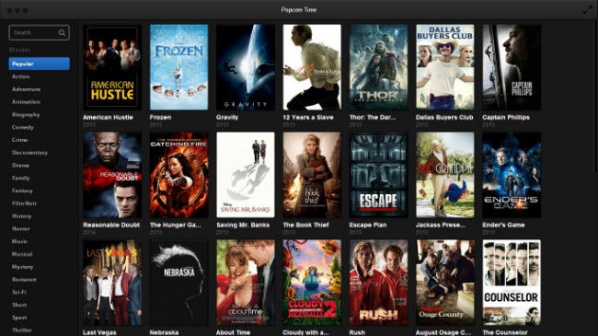 Popcorn Time
Search
Movies
Popular
Action
Adventure
Animation
Biography
Comedy
Crime
Documentary
Drama
Family
Fantasy
Film-Noir
History
Horror
Music
Musical
Mystery
Romance
Sci-Fi
Short
Sport
Thriller
AMERICAN
HUSTLE
FROZEN
GRAVITY
THOR
DALLAS
BUYERS CLUB
CAPTAIN
PHILLIPS
American Hustle
Frozen
Gravity
12 Years a Slave
Thor: The Dar...
Dallas Buyers Club
Captain Phillips
2013
2013
2013
2013
2013
2013
2013
REASONABLE
DOUBT
CATCHING FIRE
SAVING MR. BANKS
the
book
thief
ESCAPE
PLAN
ENDER'S
GAME
Reasonable Doubt
The Hunger Ga...
Saving Mr. Banks
The Book Thief
Escape Plan
Jackass Prese...
Ender's Game
2014
2013
2013
2013
2013
2013
2013
LAST VEGAS
NEBRASKA
about time
CLOUDY
MEATBALLS
2
RUSH
Osage County
THE
COUNSELOR
Last Vegas
Nebraska
About Time
Cloudy with a...
Rush
August Osage C...
The Counselor